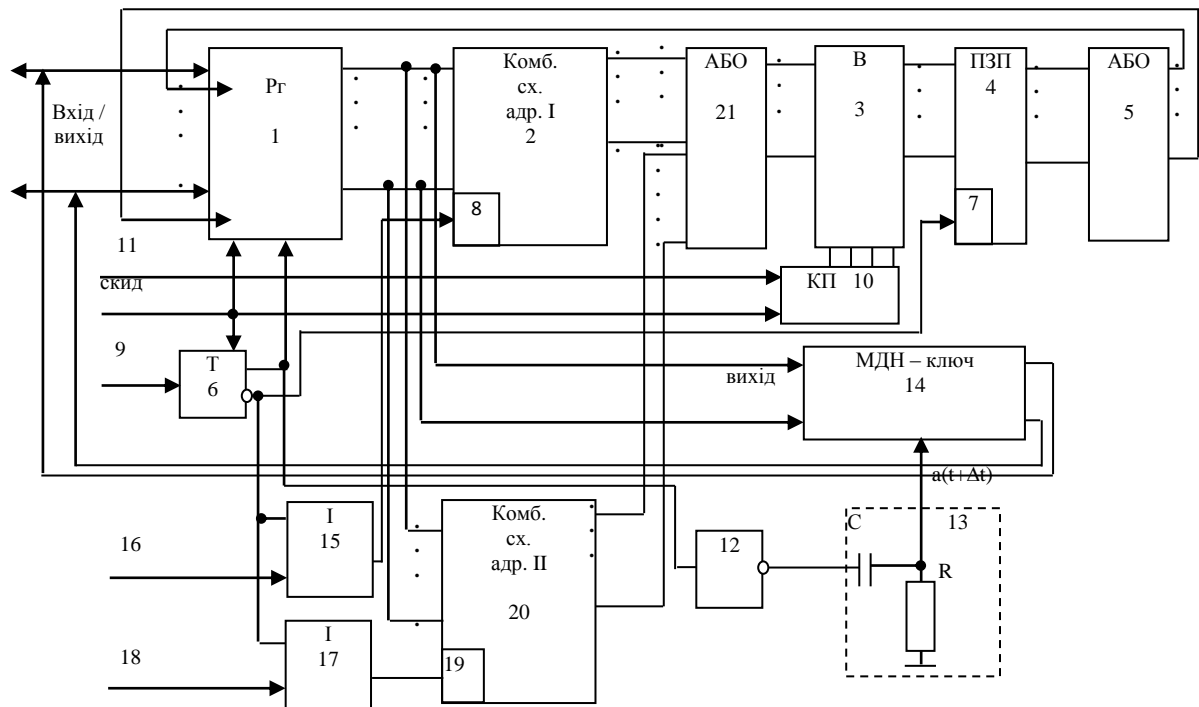 Вхід /
вихід
Рг
1
Комб.
сх.
адр. I
2
8
АБО
21
В
3
ПЗП
4
7
АБО
5
11
скид
КП 10
9
Т
6
вихід
МДН – ключ
14
a(t+Δt)
16
І
15
Комб.
сх.
адр. II
20
19
12
C
13
R
18
І
17